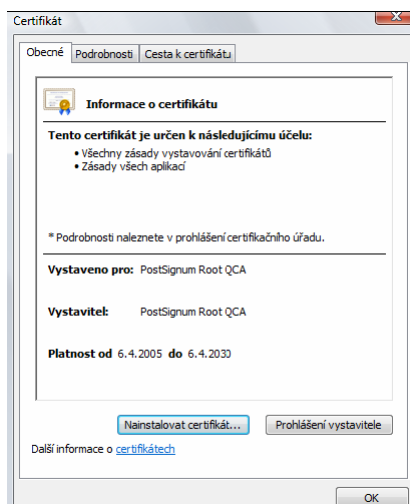 Certifikát
Obecné Podrobnosti Cesta k certifikátu
Informace o certifikátu
Tento certifikát je určen k následujícímu účelu:
• Všechny zásady vystavování certifikátů
• Zásady všech aplikací
* Podrobnosti naleznete v prohlášení certifikačního úřadu.
Vystaveno pro: PostSignum Root QCA
Vystavitel: PostSignum Root QCA
Platnost od 6.4.2005 do 6.4.2030
Nainstalovat certifikát... Prohlášení vystavitele
Další informace o certifikátech
OK